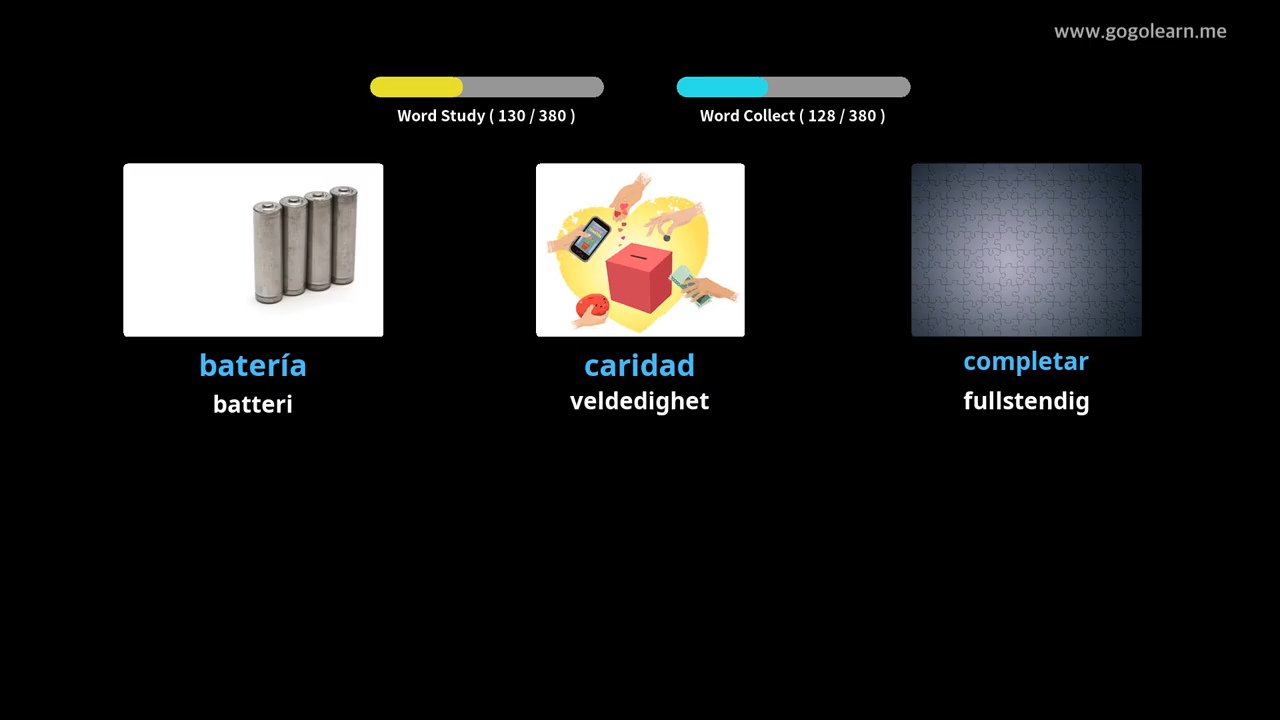 www.gogolearn.me
Word Study ( 130 / 380 )
Word Collect ( 128 / 380 )
batería
batteri
caridad
veldedighet
completar
fullstendig